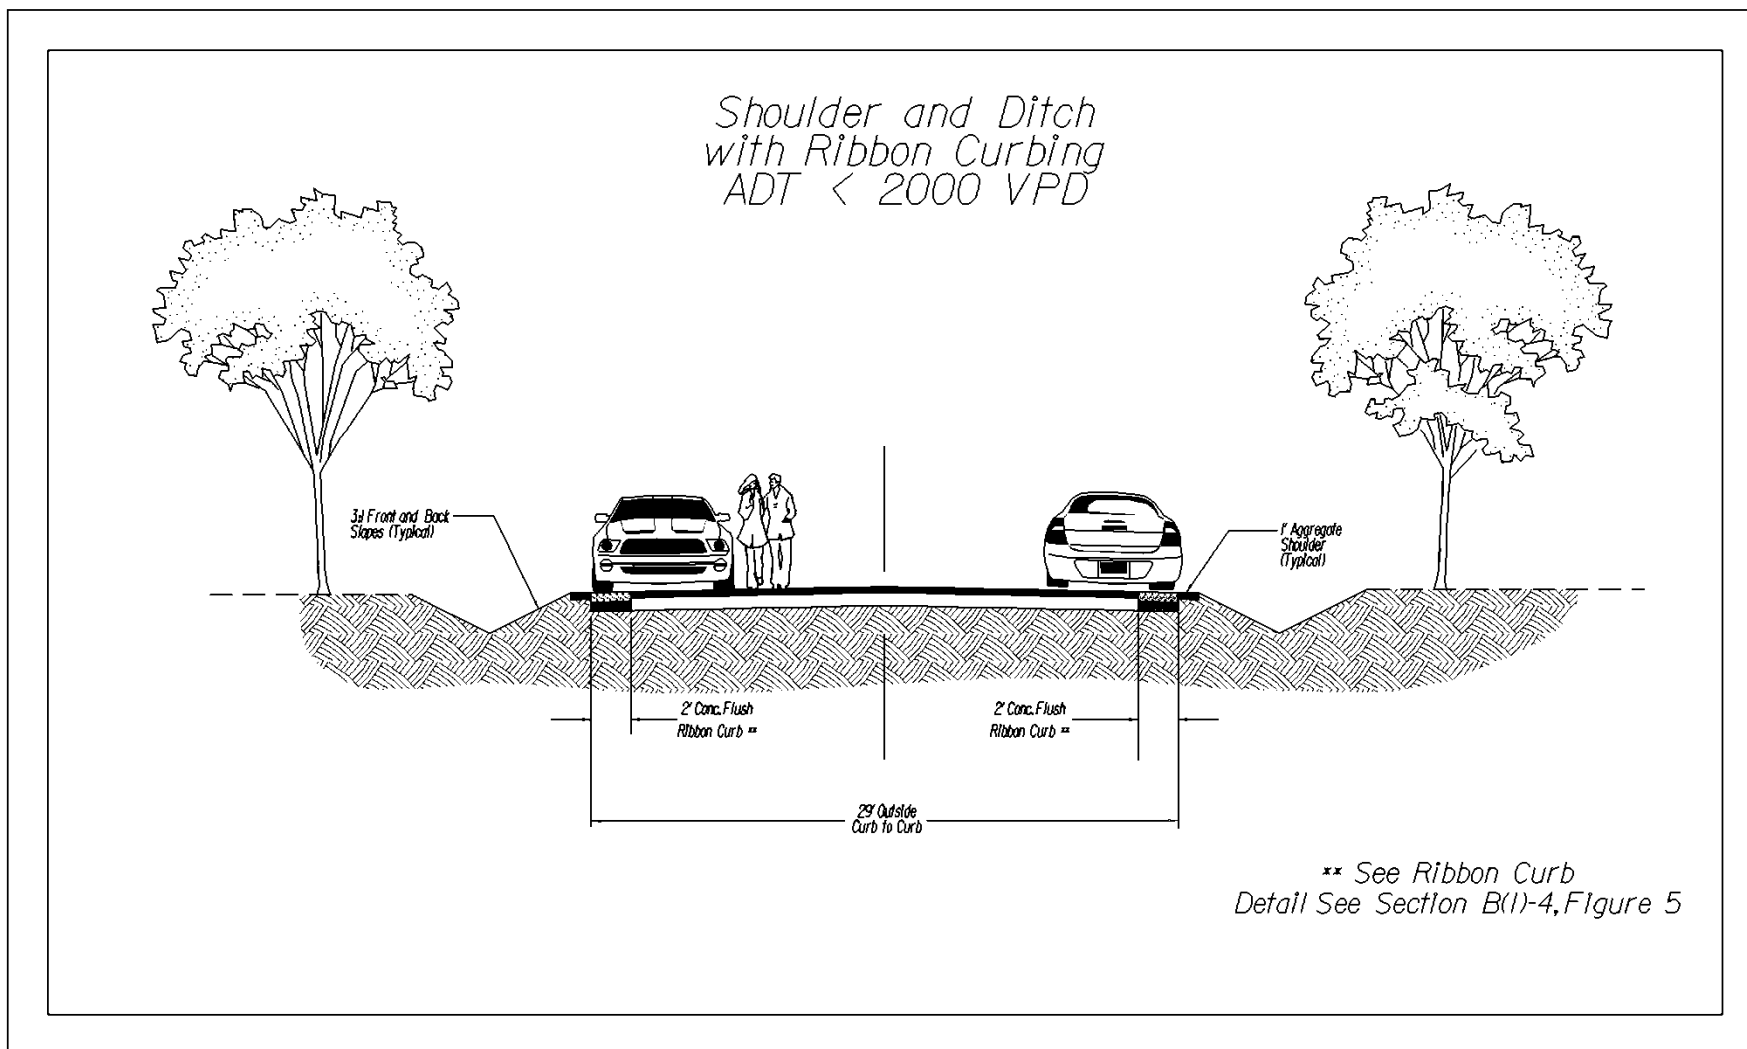 Shoulder and Ditch
with Ribbon Curbing
ADT < 2000 VPD
3:1 Front and Back
Slopes (Typical)
1' Aggregate
Shoulder
(Typical)
2' Conc. Flush
Ribbon Curb **
2' Conc. Flush
Ribbon Curb **
29' Outside
Curb to Curb
** See Ribbon Curb
Detail See Section B(1)-4, Figure 5